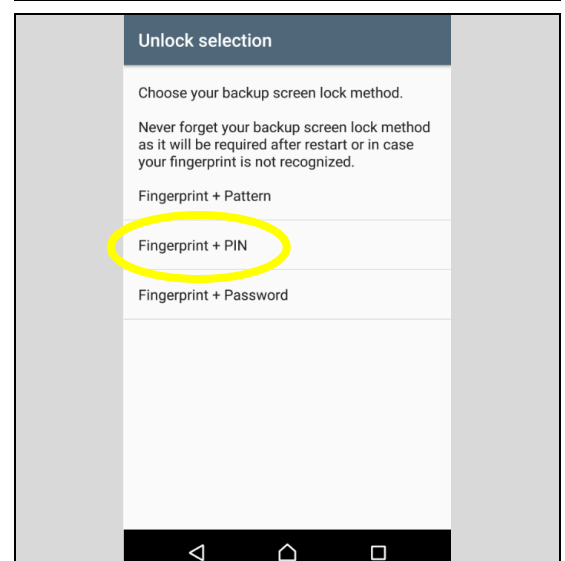 Unlock selection
Choose your backup screen lock method.
Never forget your backup screen lock method
as it will be required after restart or in case
your fingerprint is not recognized.
Fingerprint + Pattern
Fingerprint + PIN
Fingerprint + Password